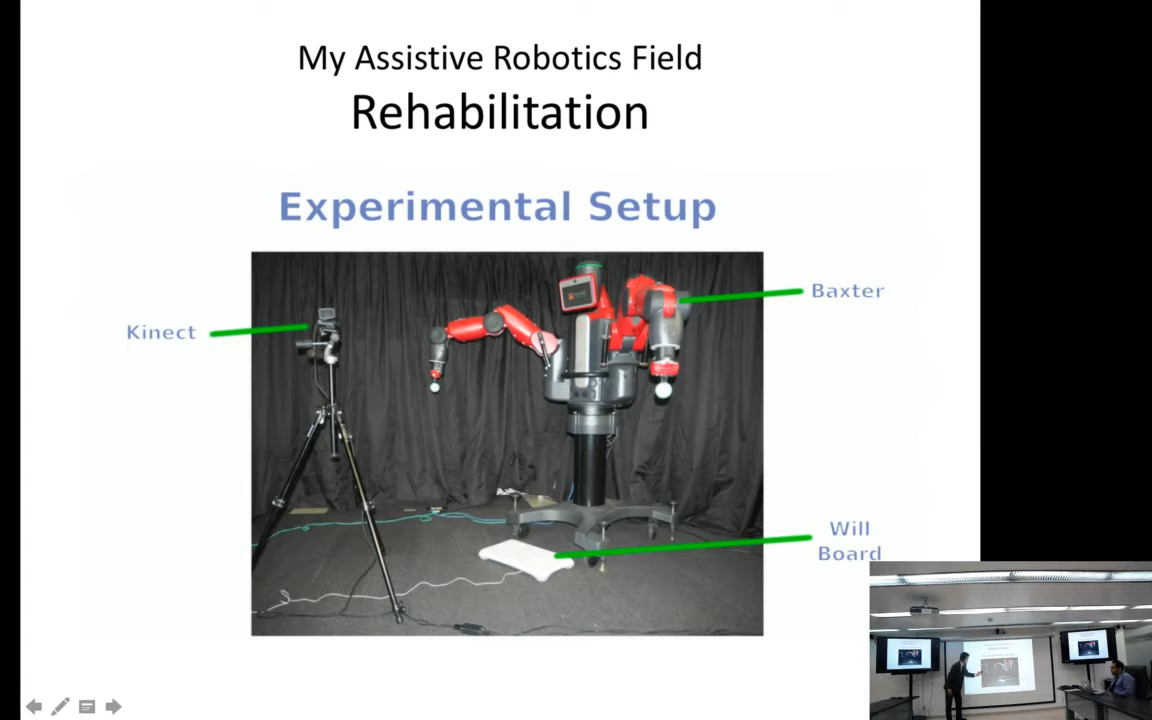 My Assistive Robotics Field
Rehabilitation
Experimental Setup
Baxter
Kinect
Will
Board